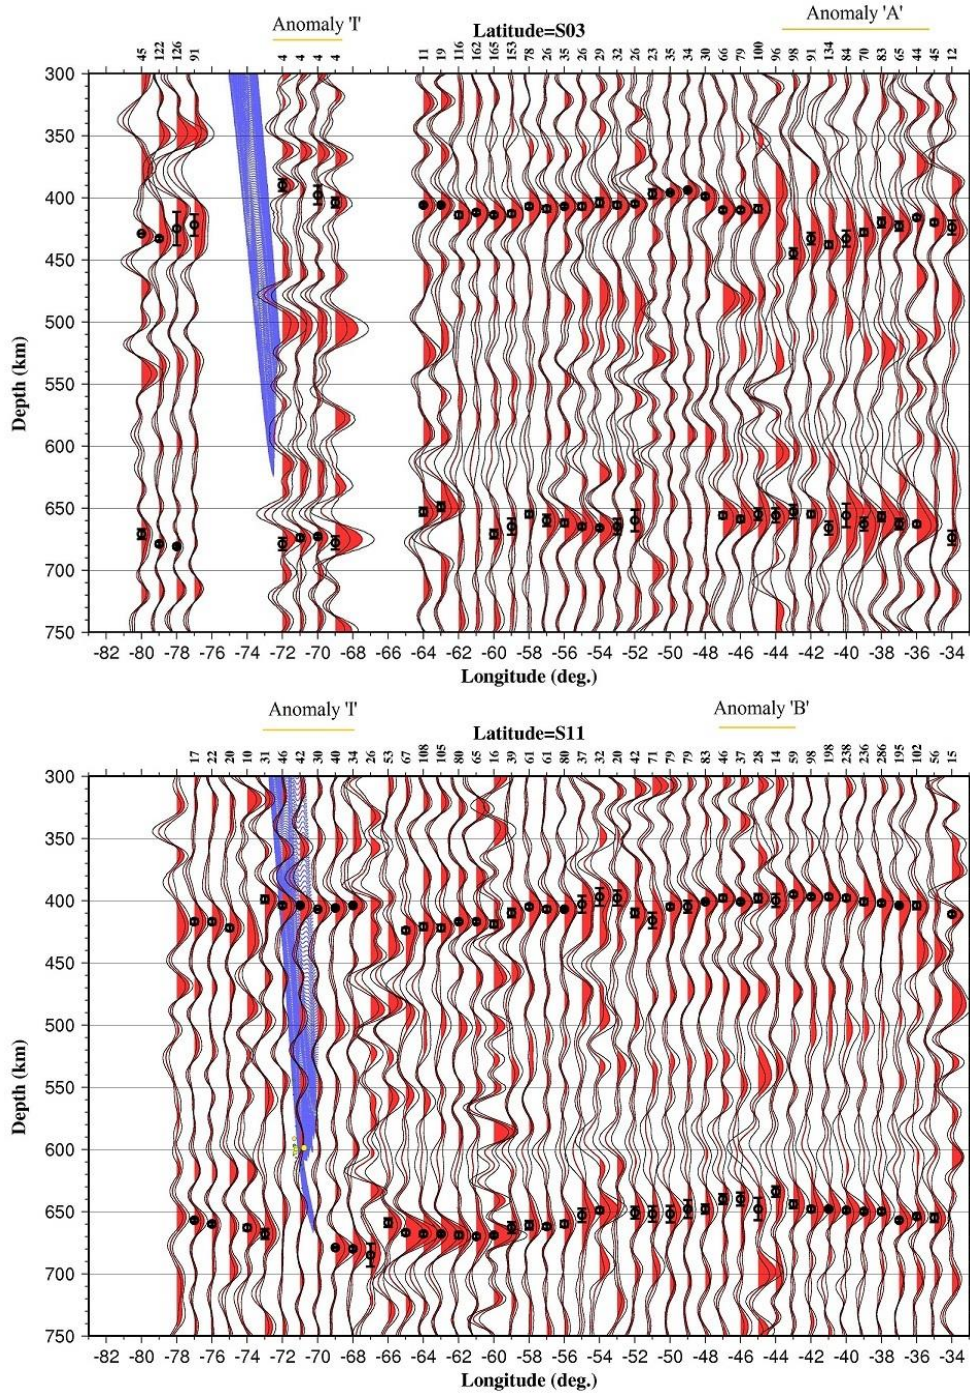 Anomaly 'I'
Latitude=S03
Anomaly 'A'
45 122 126 91 4 4 4 4 11 19 116 162 165 153 78 26 35 26 29 32 26 23 35 34 30 66 79 100 96 98 91 134 84 70 83 65 44 45 12
300
350
400
450
500
550
600
650
700
750
Depth (km)
-82 -80 -78 -76 -74 -72 -70 -68 -66 -64 -62 -60 -58 -56 -54 -52 -50 -48 -46 -44 -42 -40 -38 -36 -34
Longitude (deg.)
Anomaly 'I'
Latitude=S11
Anomaly 'B'
17 22 20 10 31 46 42 30 40 34 26 53 67 108 105 80 65 16 39 61 61 80 37 32 20 42 71 79 79 83 46 37 28 14 59 98 198 238 236 286 195 102 56 15
300
350
400
450
500
550
600
650
700
750
Depth (km)
-82 -80 -78 -76 -74 -72 -70 -68 -66 -64 -62 -60 -58 -56 -54 -52 -50 -48 -46 -44 -42 -40 -38 -36 -34
Longitude (deg.)